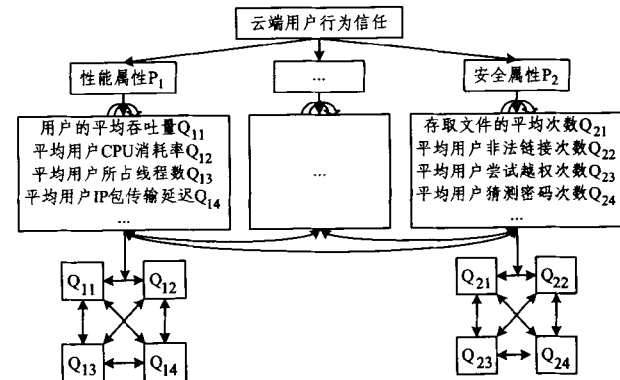 云端用户行为信任
性能属性P1
...
安全属性P2
用户的平均吞吐量Q11
平均用户CPU消耗率Q12
平均用户所占线程数Q13
平均用户IP包传输延迟Q14
...
...
存取文件的平均次数Q21
平均用户非法链接次数Q22
平均用户尝试越权次数Q23
平均用户猜测密码次数Q24
...
Q11 Q12
Q13 Q14
Q21 Q22
Q23 Q24